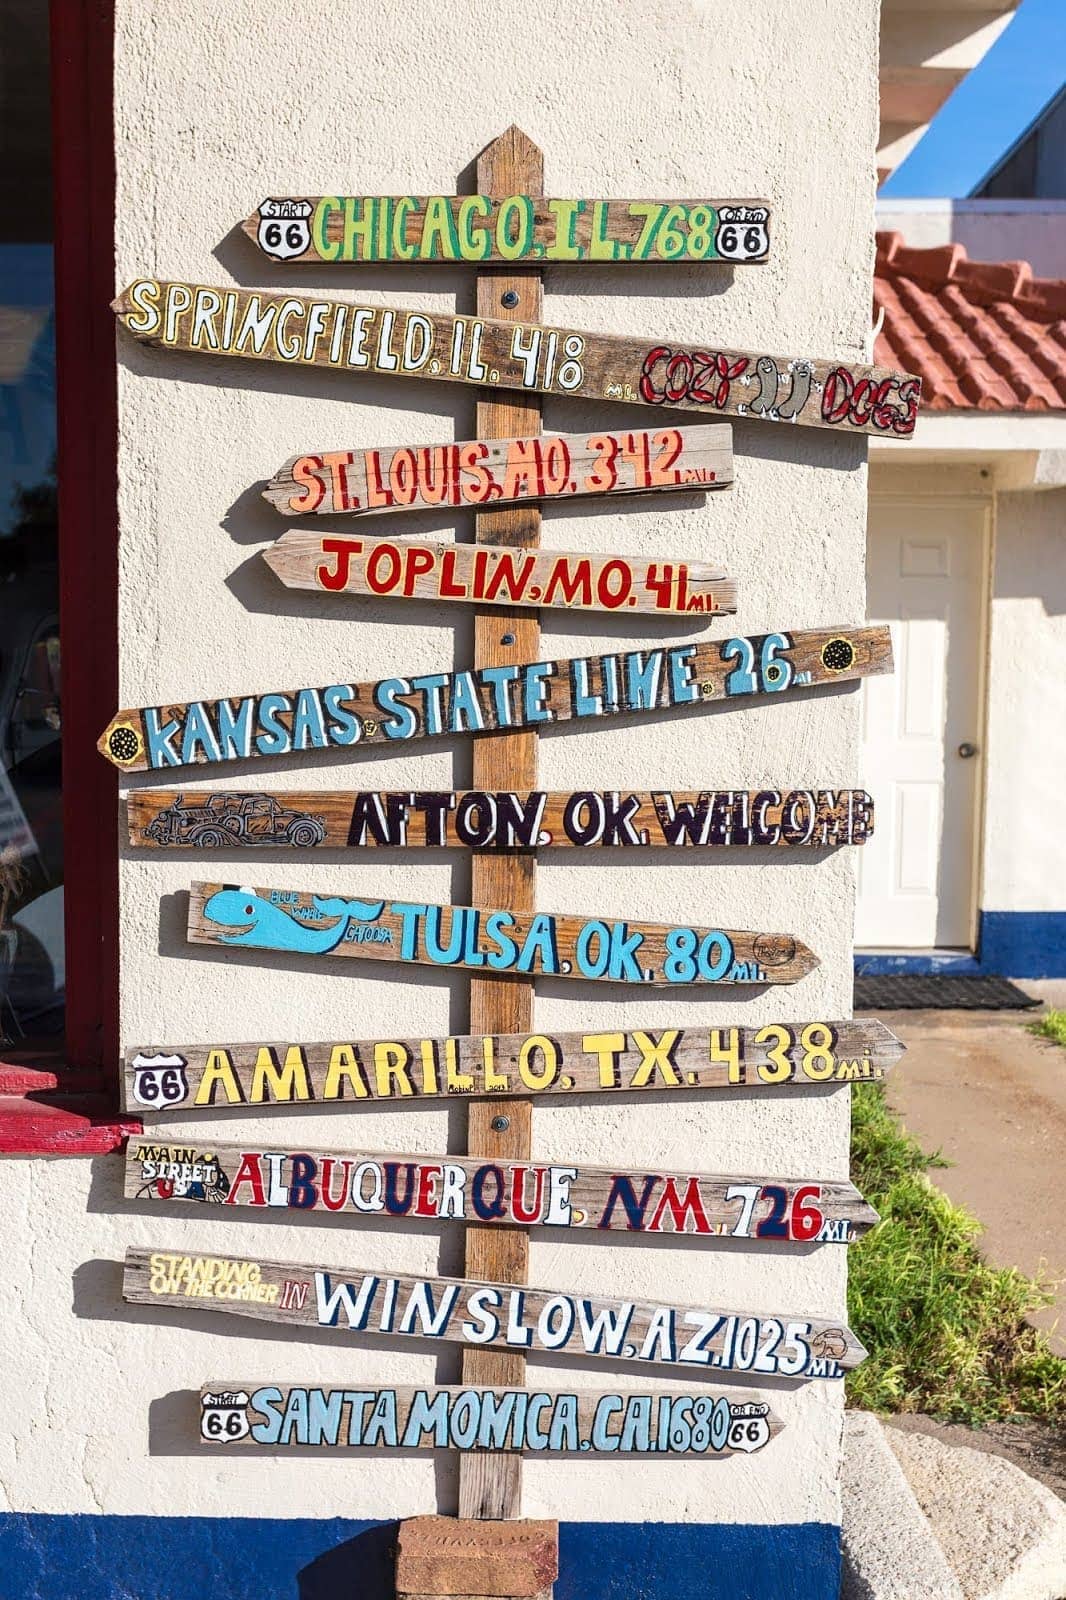 START 66 CHICAGO, IL, 768 OR END 66
SPRINGFIELD, IL. 418 MI. COZY DOGS
ST. LOUIS, MO. 342 MI.
JOPLIN, MO. 41 MI.
KANSAS STATE LINE 26 MI
AFTON, OK, WELCOME
BLUE WHALE CATOOSA TULSA, OK. 80 MI.
66 AMARILLO, TX. 438 mi.
MAIN STREET USA ALBUQUERQUE, NM, 726 MI.
STANDING ON THE CORNER IN WINSLOW, AZ, 1025 MI.
START 66 SANTA MONICA, CA. 1680 OR END 66